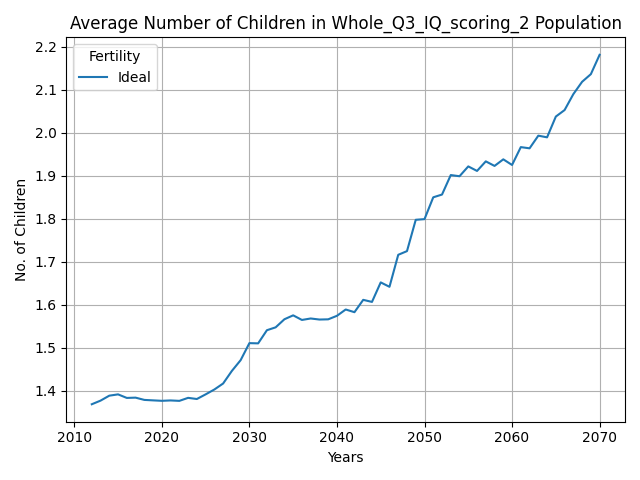 Average Number of Children in Whole_Q3_IQ_scoring_2 Population
Fertility
Ideal
No. of Children
2.2
2.1
2.0
1.9
1.8
1.7
1.6
1.5
1.4
2010 2020 2030 2040 2050 2060 2070
Years